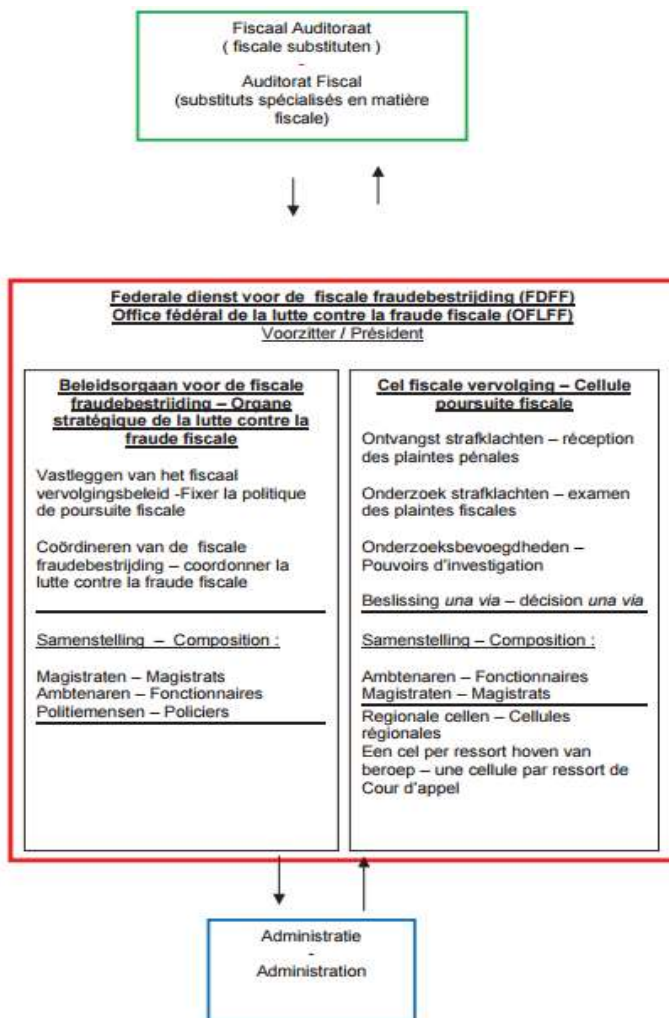 Fiscaal Auditoraat
( fiscale substituten )
-
Auditorat Fiscal
(substituts spécialisés en matière
fiscale)
Federale dienst voor de fiscale fraudebestrijding (FDFF)
Office fédéral de la lutte contre la fraude fiscale (OFLFF)
Voorzitter / Président
Beleidsorgaan voor de fiscale
fraudebestrijding – Organe
stratégique de la lutte contre la
fraude fiscale
Vastleggen van het fiscaal
vervolgingsbeleid -Fixer la politique
de poursuite fiscale
Coördineren van de fiscale
fraudebestrijding – coordonner la
lutte contre la fraude fiscale
Samenstelling – Composition :
Magistraten – Magistrats
Ambtenaren – Fonctionnaires
Politiemensen – Policiers
Cel fiscale vervolging – Cellule
poursuite fiscale
Ontvangst strafklachten – réception
des plaintes pénales
Onderzoek strafklachten – examen
des plaintes fiscales
Onderzoeksbevoegdheden –
Pouvoirs d'investigation
Beslissing una via – décision una via
Samenstelling – Composition :
Ambtenaren – Fonctionnaires
Magistraten – Magistrats
Regionale cellen – Cellules
régionales
Een cel per ressort hoven van
beroep – une cellule par ressort de
Cour d'appel
Administratie
-
Administration